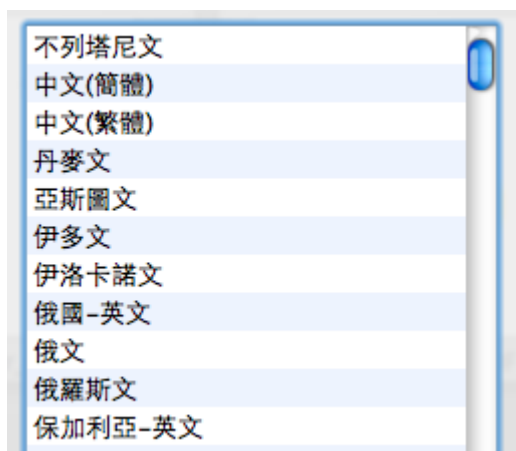 不列塔尼文
中文(簡體)
中文(繁體)
丹麥文
亞斯圖文
伊多文
伊洛卡諾文
俄國-英文
俄文
俄羅斯文
保加利亞-英文